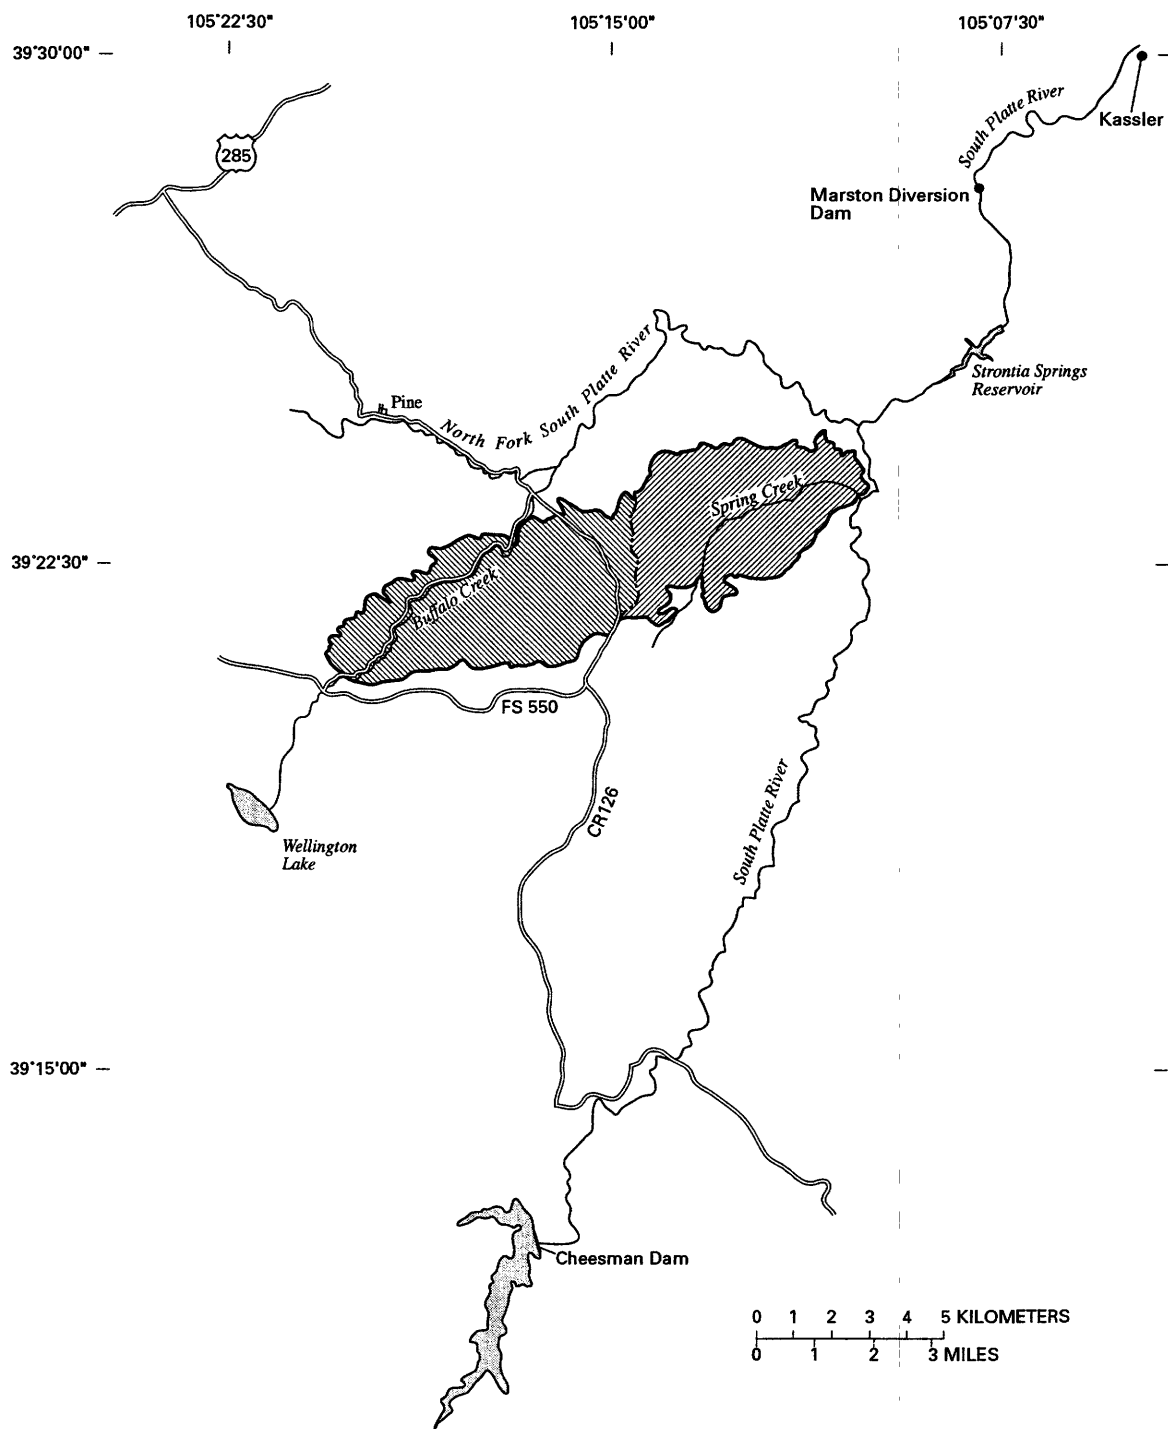 105°22'30"
105°15'00"
105°07'30"
39°30'00"
South Platte River
Kassler
285
Marston Diversion
Dam
North Fork South Platte River
Strontia Springs
Reservoir
Pine
Spring Creek
39°22'30"
Buffalo Creek
FS 550
South Platte River
CR126
Wellington
Lake
39°15'00"
Cheesman Dam
0 1 2 3 4 5 KILOMETERS
0 1 2 3 MILES